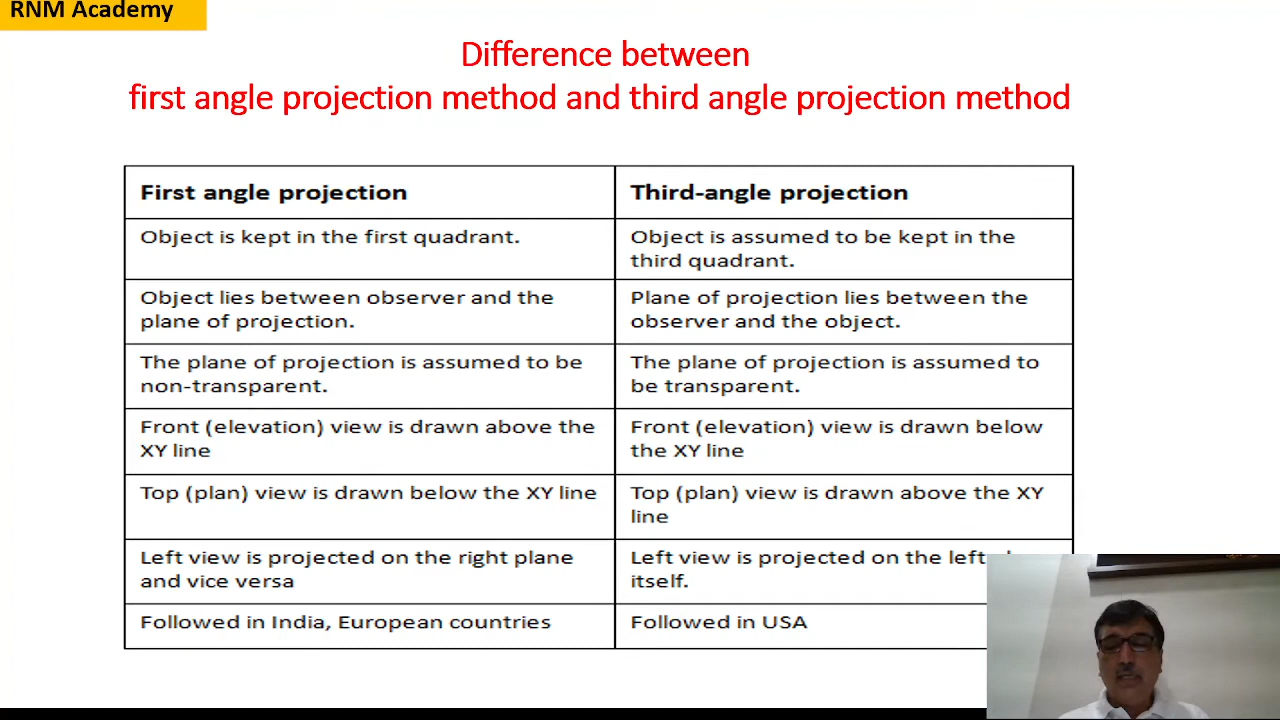 RNM Academy
Difference between
first angle projection method and third angle projection method
First angle projection
Third-angle projection
Object is kept in the first quadrant.
Object is assumed to be kept in the
third quadrant.
Object lies between observer and the
plane of projection.
Plane of projection lies between the
observer and the object.
The plane of projection is assumed to be
non-transparent.
The plane of projection is assumed to
be transparent.
Front (elevation) view is drawn above the
XY line
Front (elevation) view is drawn below
the XY line
Top (plan) view is drawn below the XY line
Top (plan) view is drawn above the XY
line
Left view is projected on the right plane
and vice versa
Left view is projected on the left
itself.
Followed in India, European countries
Followed in USA